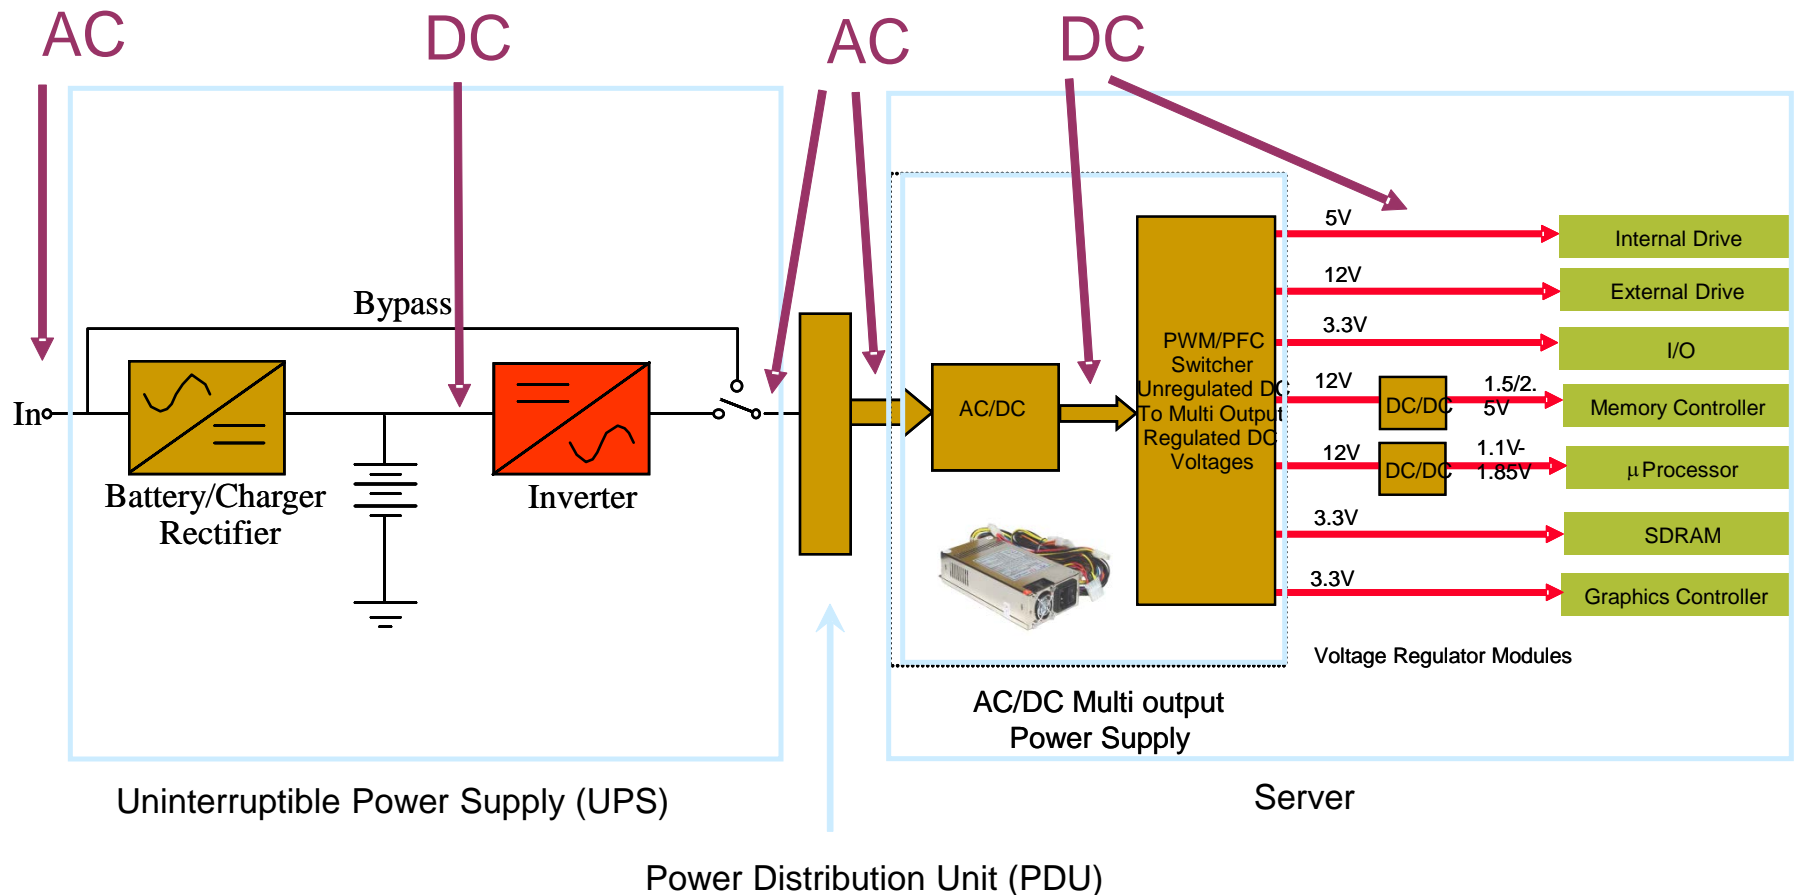 AC
DC
AC
DC
Bypass
In
Battery/Charger
Rectifier
Inverter
AC/DC
PWM/PFC
Switcher
Unregulated DC
To Multi Output
Regulated DC
Voltages
5V
Internal Drive
12V
External Drive
3.3V
I/O
12V
DC/DC
1.5/2.
5V
Memory Controller
12V
DC/DC
1.1V-
1.85V
μProcessor
3.3V
SDRAM
3.3V
Graphics Controller
Voltage Regulator Modules
AC/DC Multi output
Power Supply
Uninterruptible Power Supply (UPS)
Server
Power Distribution Unit (PDU)